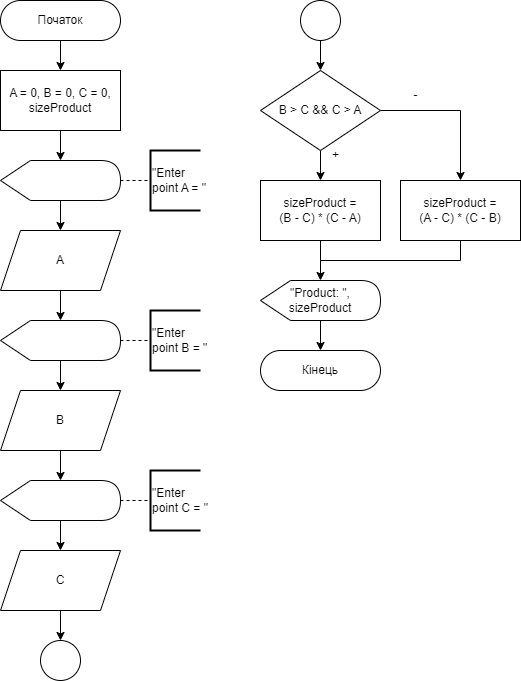 Початок
A = 0, B = 0, C = 0,
sizeProduct
"Enter
point A = "
A
"Enter
point B = "
B
"Enter
point C = "
C
B > C && C > A
-
+
sizeProduct =
(B - C) * (C - A)
sizeProduct =
(A - C) * (C - B)
"Product: ",
sizeProduct
Кінець